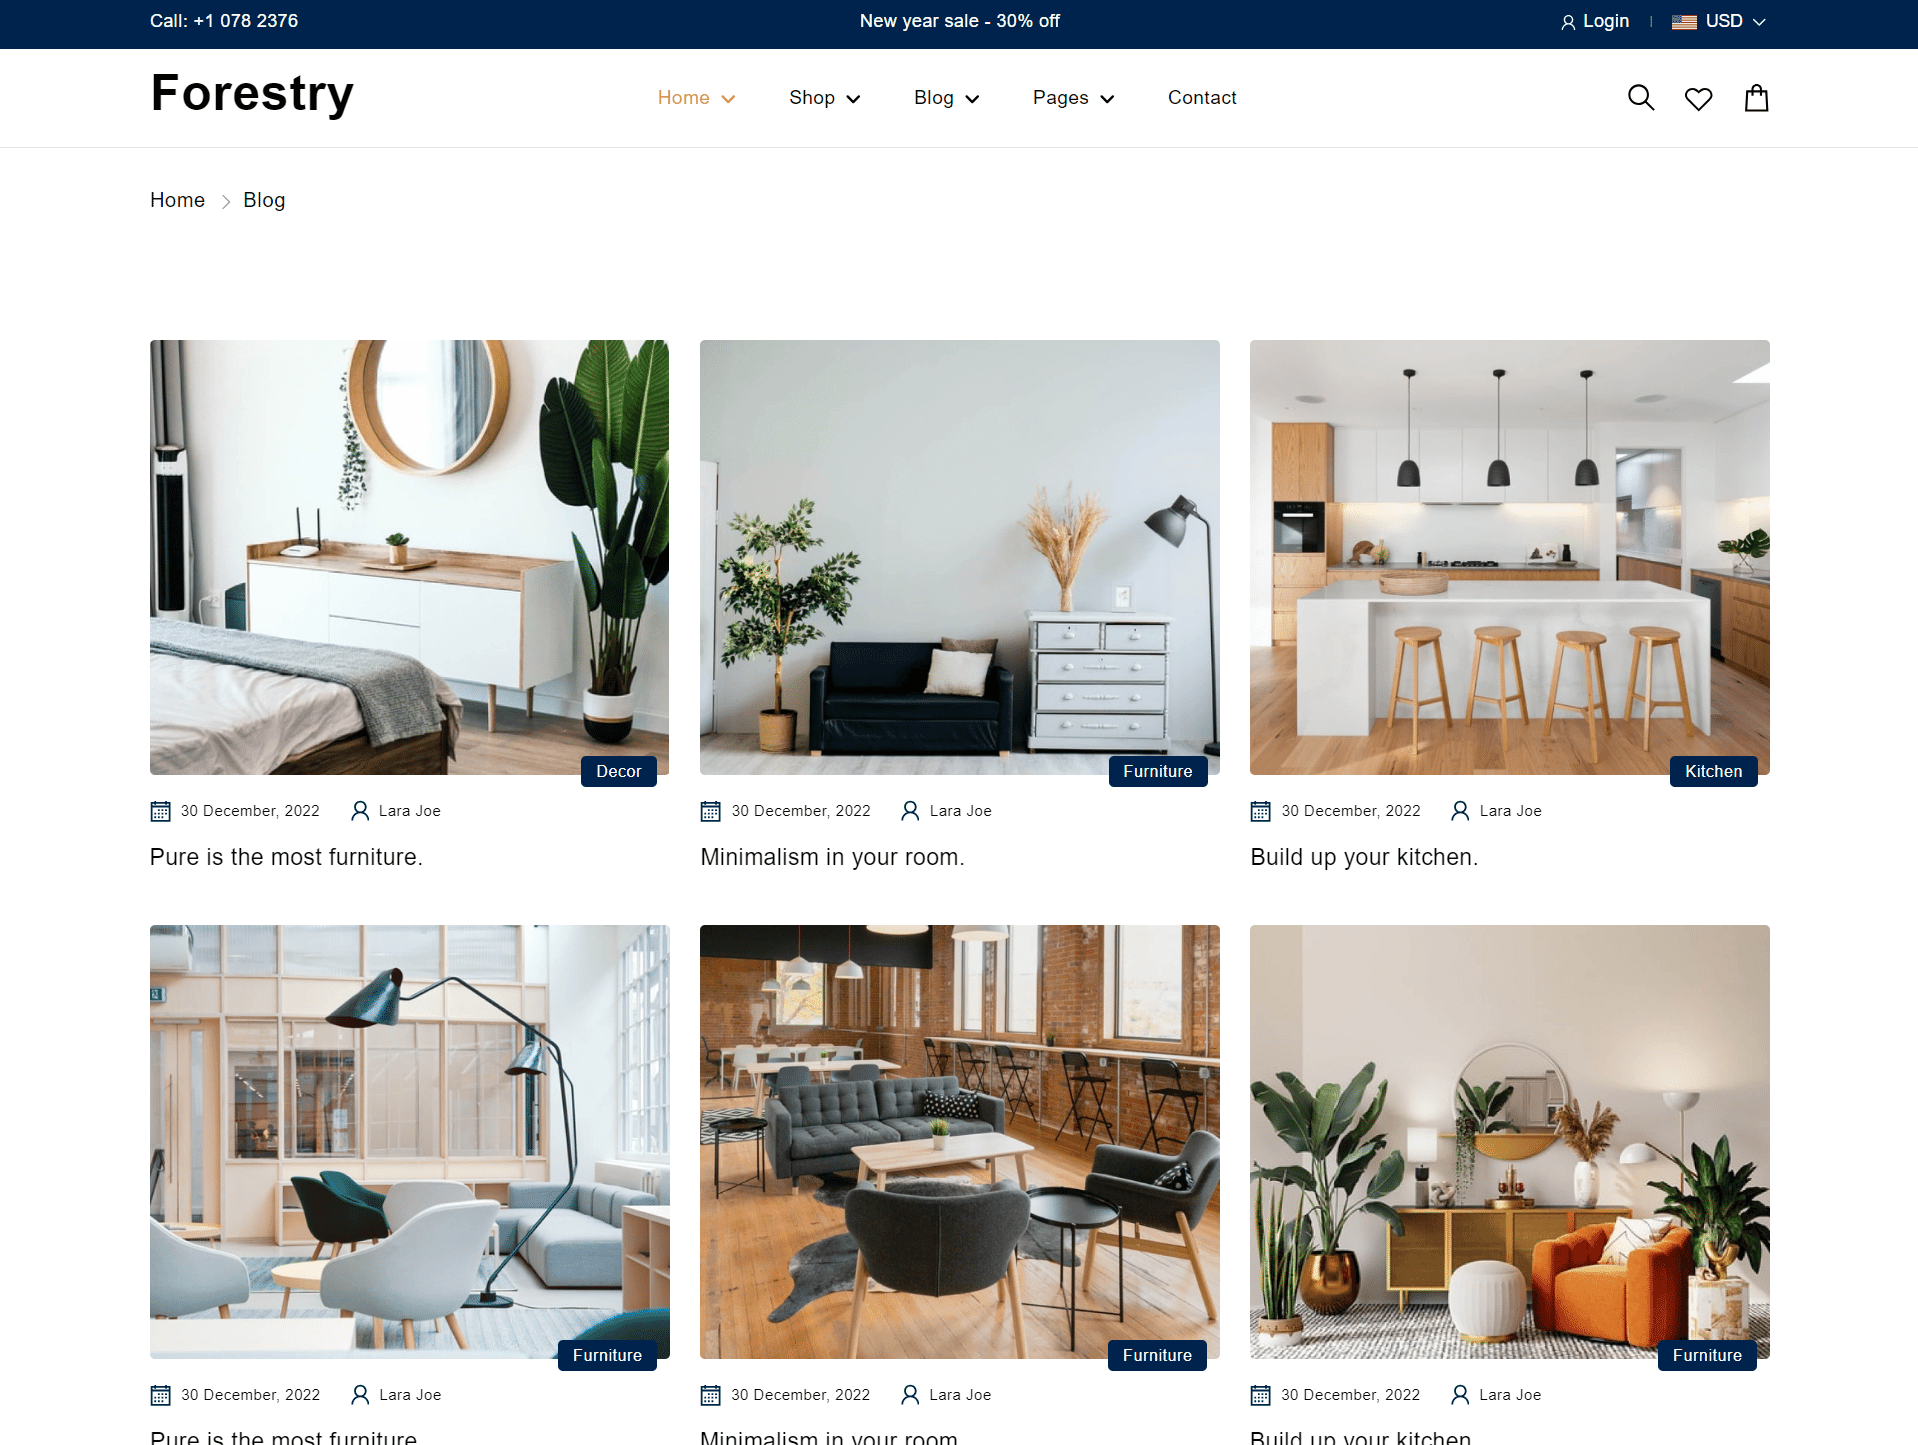 Call: +1 078 2376
New year sale - 30% off
Login
USD
Forestry
Home
Shop
Blog
Pages
Contact
Home
Blog
Decor
Furniture
Kitchen
30 December, 2022
Lara Joe
30 December, 2022
Lara Joe
30 December, 2022
Lara Joe
Pure is the most furniture.
Minimalism in your room.
Build up your kitchen.
Furniture
Furniture
Furniture
30 December, 2022
Lara Joe
30 December, 2022
Lara Joe
30 December, 2022
Lara Joe
Pure is the most furniture
Minimalism in your room
Build up your kitchen